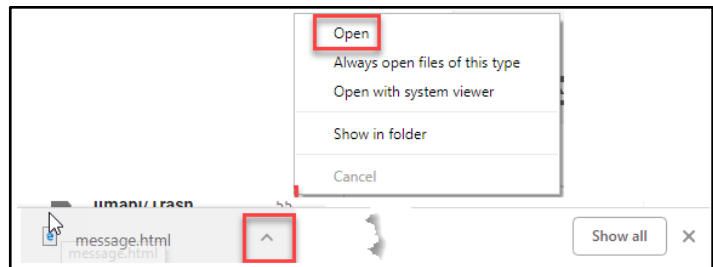 Open
Always open files of this type
Open with system viewer
Show in folder
Cancel
55
message.html
message.html
Show all